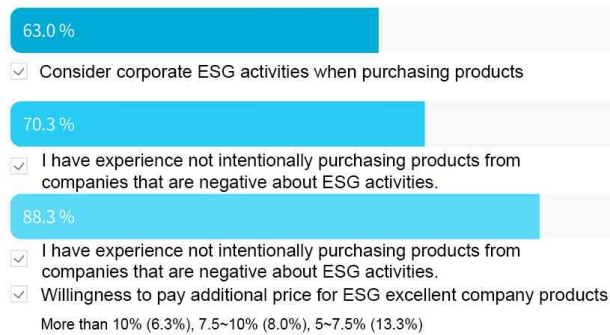 63.0 %
Consider corporate ESG activities when purchasing products
70.3 %
I have experience not intentionally purchasing products from
companies that are negative about ESG activities.
88.3 %
I have experience not intentionally purchasing products from
companies that are negative about ESG activities.
Willingness to pay additional price for ESG excellent company products
More than 10% (6.3%), 7.5~10% (8.0%), 5~7.5% (13.3%)